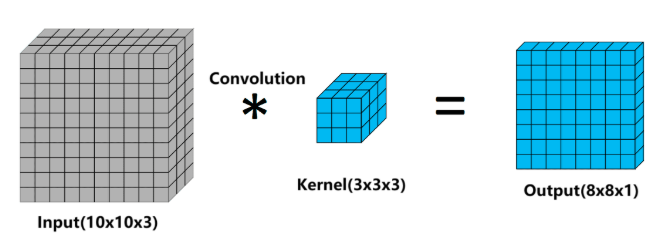 Convolution
*
=
Kernel(3x3x3)
Output(8x8x1)
Input(10x10x3)